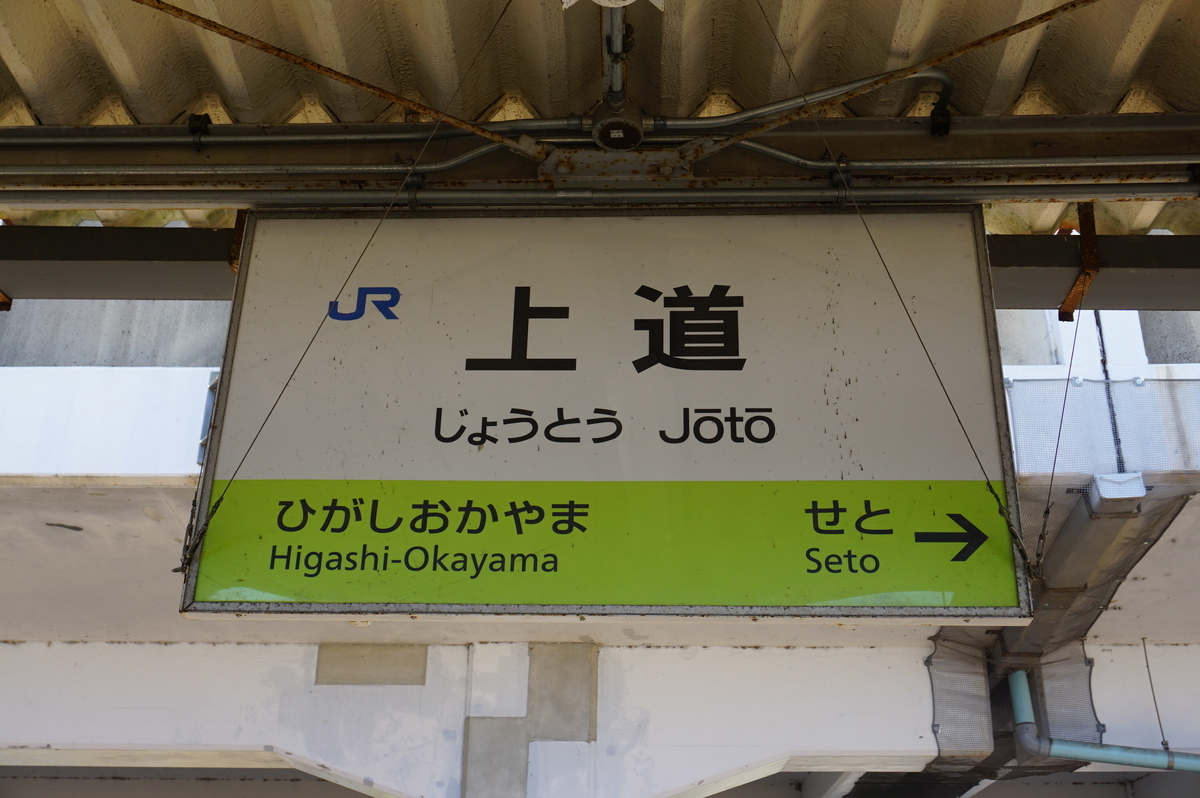 JR 上道
じょうとう Jōtō
ひがしおかやま せと →
Higashi-Okayama Seto